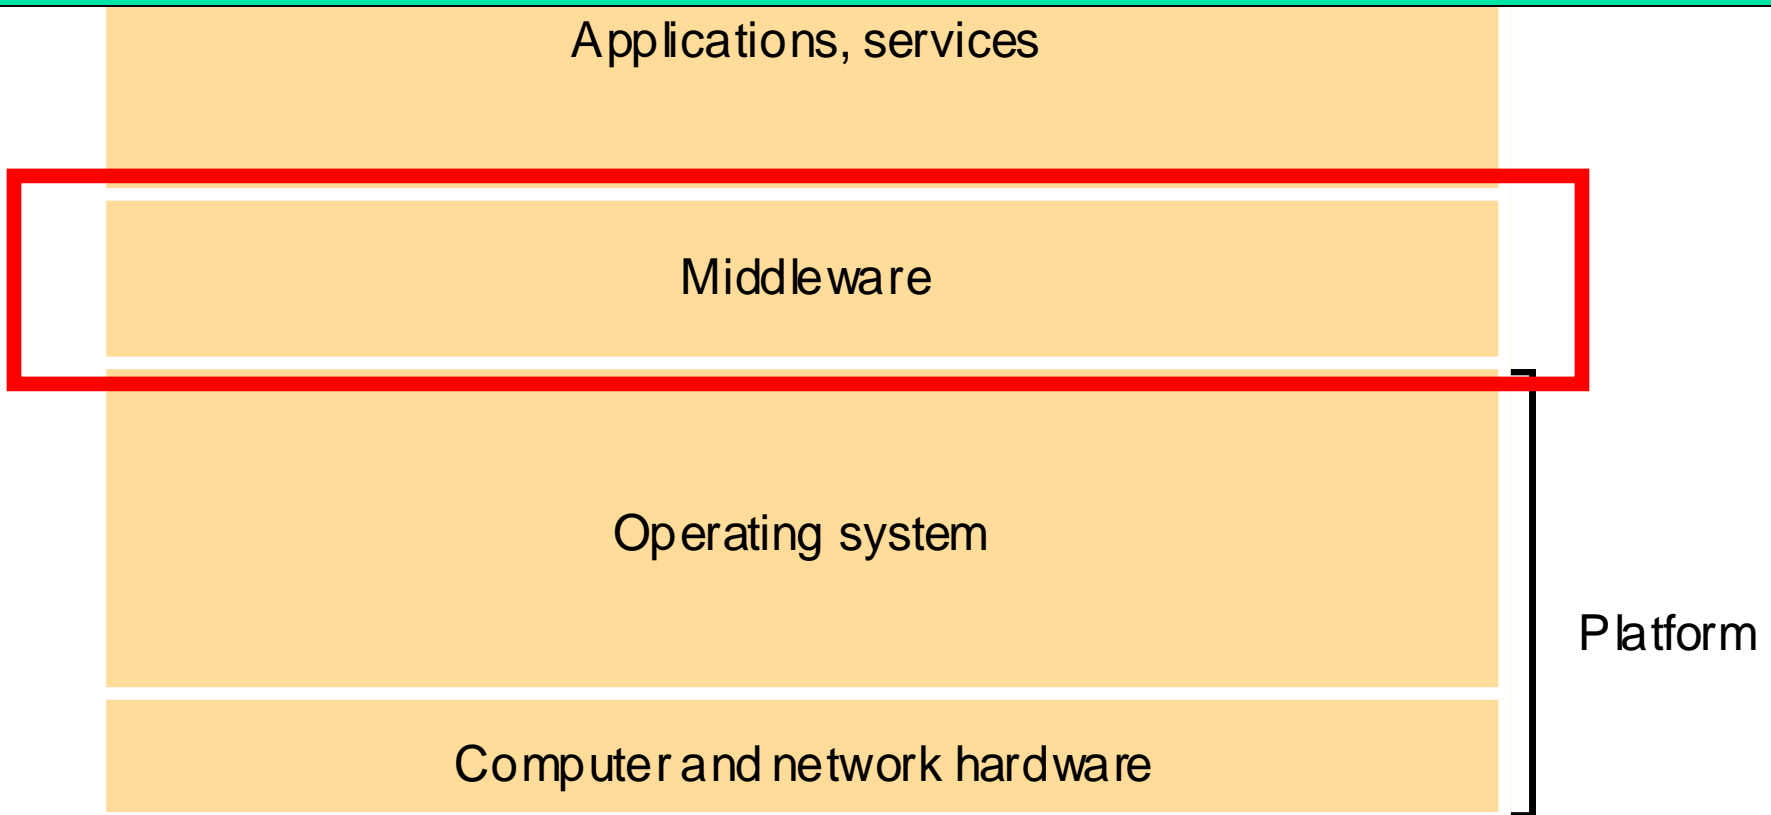 Applications, services
Middleware
Operating system
Platform
Computer and network hardware